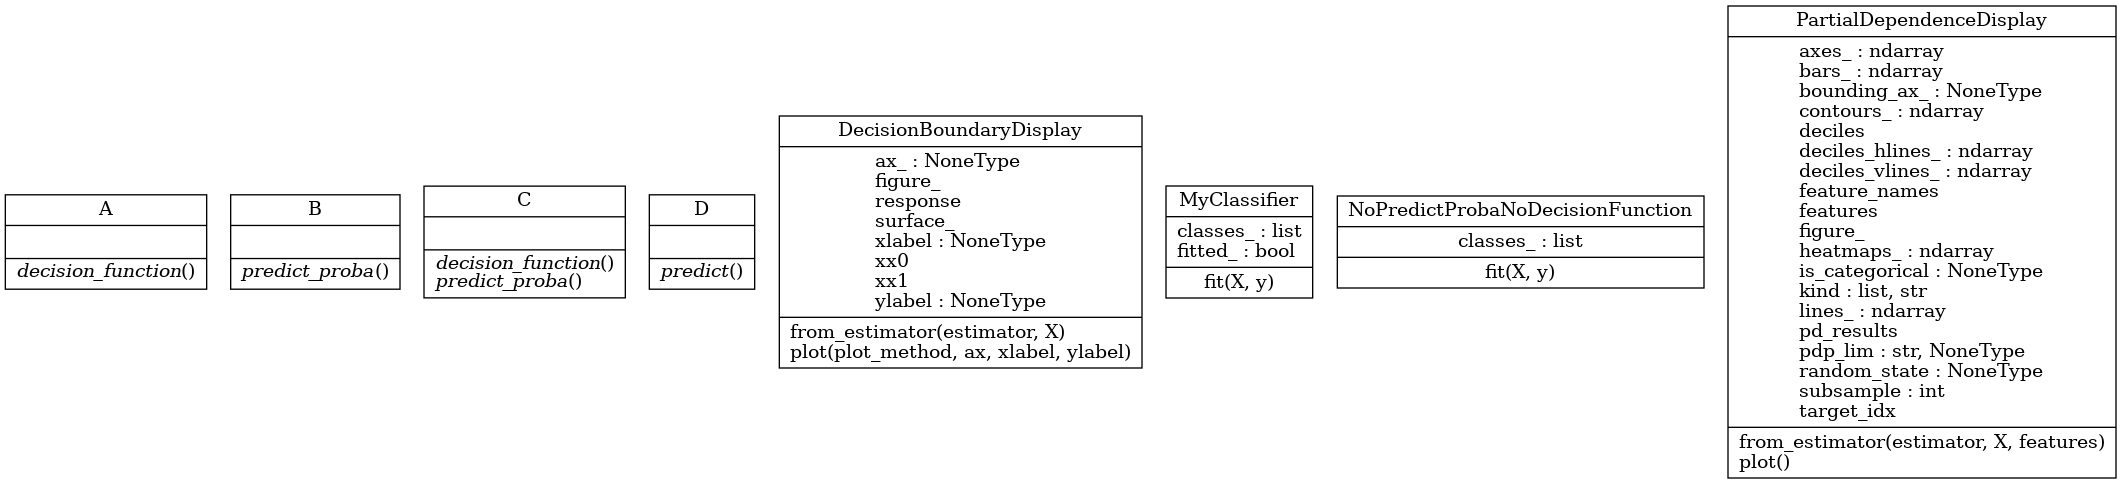 A
decision_function()
B
predict_proba()
C
decision_function()
predict_proba()
D
predict()
DecisionBoundaryDisplay
ax_ : NoneType
figure_
response
surface_
xlabel : NoneType
xx0
xx1
ylabel : NoneType
from_estimator(estimator, X)
plot(plot_method, ax, xlabel, ylabel)
MyClassifier
classes_ : list
fitted_ : bool
fit(X, y)
NoPredictProbaNoDecisionFunction
classes_ : list
fit(X, y)
PartialDependenceDisplay
axes_ : ndarray
bars_ : ndarray
bounding_ax_ : NoneType
contours_ : ndarray
deciles
deciles_hlines_ : ndarray
deciles_vlines_ : ndarray
feature_names
features
figure_
heatmaps_ : ndarray
is_categorical : NoneType
kind : list, str
lines_ : ndarray
pd_results
pdp_lim : str, NoneType
random_state : NoneType
subsample : int
target_idx
from_estimator(estimator, X, features)
plot()